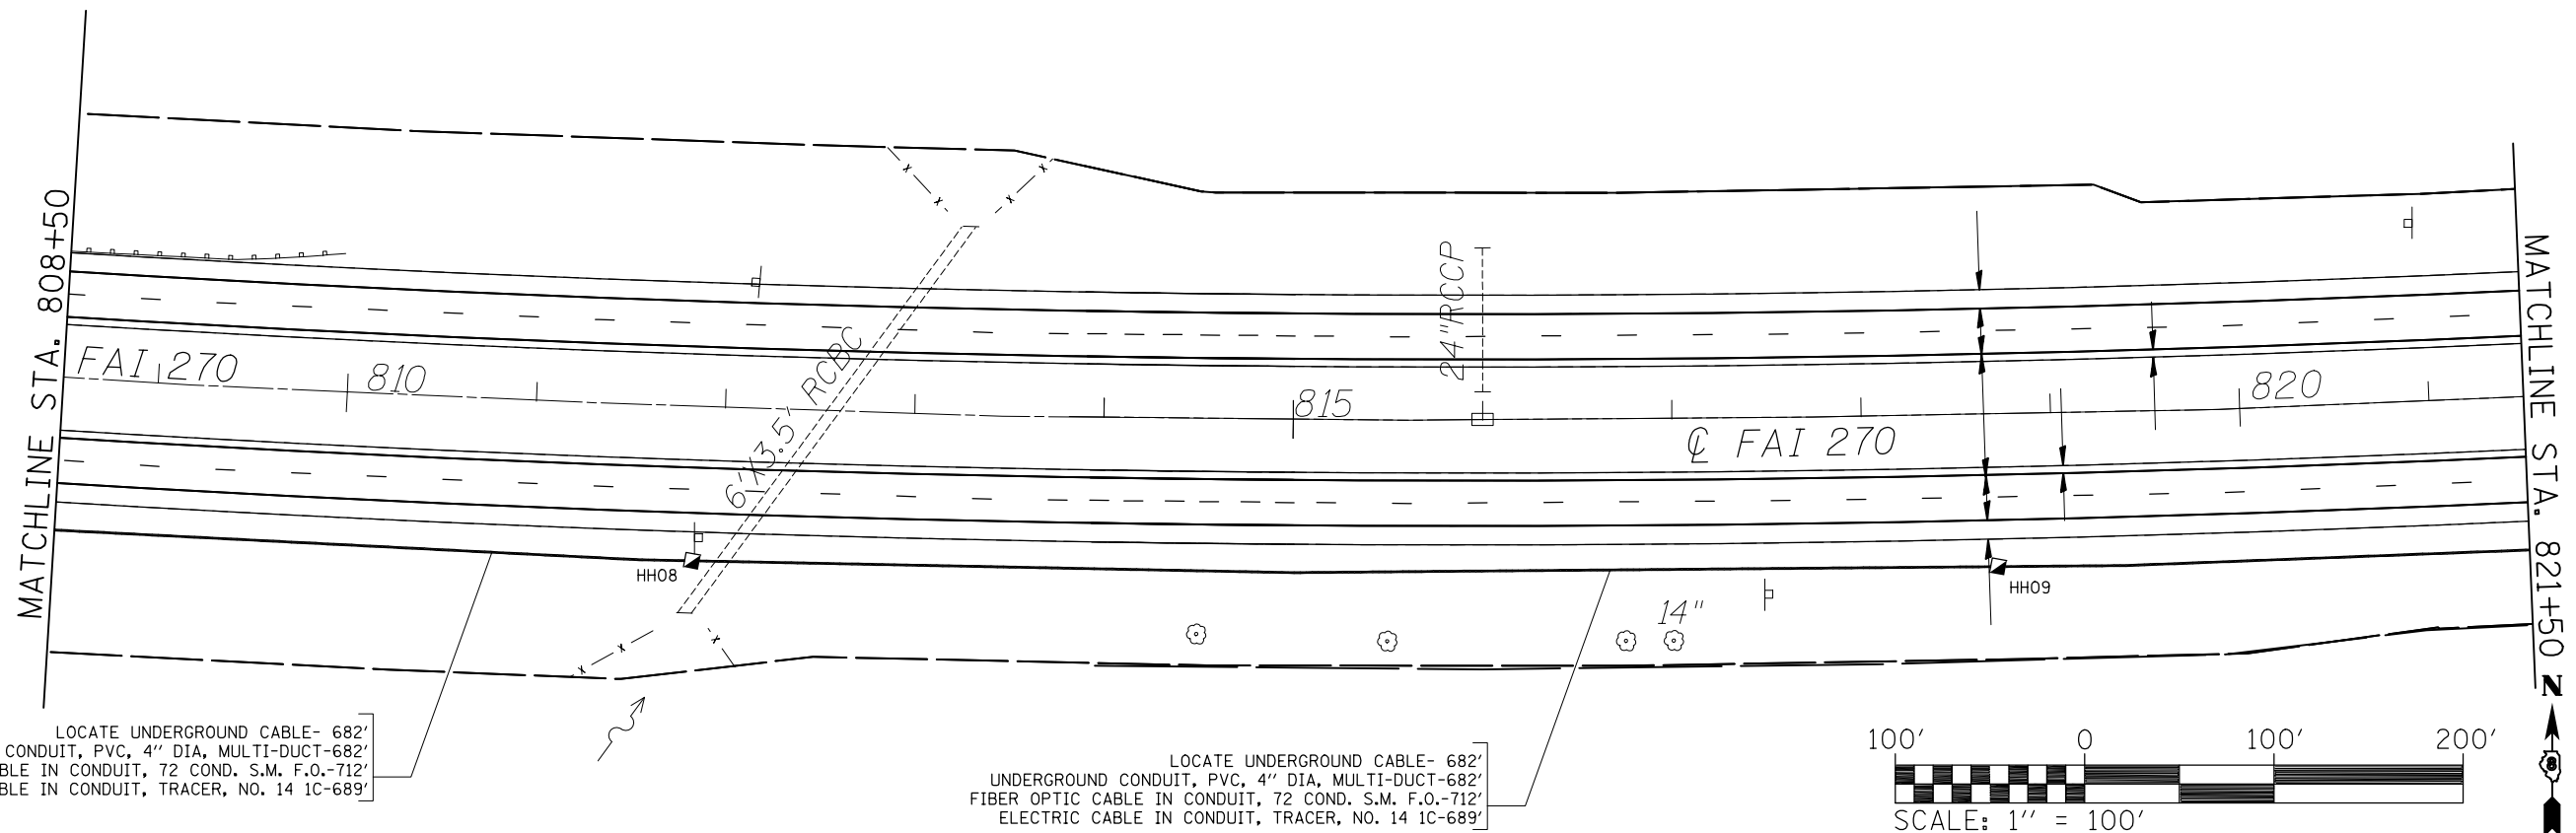 MATCHLINE STA. 808+50
FAI 270
810
6'X3.5' RCBC
24"RCCP
815
℄ FAI 270
820
MATCHLINE STA. 821+50
HH08
HH09
14"
LOCATE UNDERGROUND CABLE- 682'
CONDUIT, PVC, 4" DIA, MULTI-DUCT-682'
BLE IN CONDUIT, 72 COND. S.M. F.O.-712'
BLE IN CONDUIT, TRACER, NO. 14 1C-689'
LOCATE UNDERGROUND CABLE- 682'
UNDERGROUND CONDUIT, PVC, 4" DIA, MULTI-DUCT-682'
FIBER OPTIC CABLE IN CONDUIT, 72 COND. S.M. F.O.-712'
ELECTRIC CABLE IN CONDUIT, TRACER, NO. 14 1C-689'
100' 0 100' 200'
SCALE: 1" = 100'
N